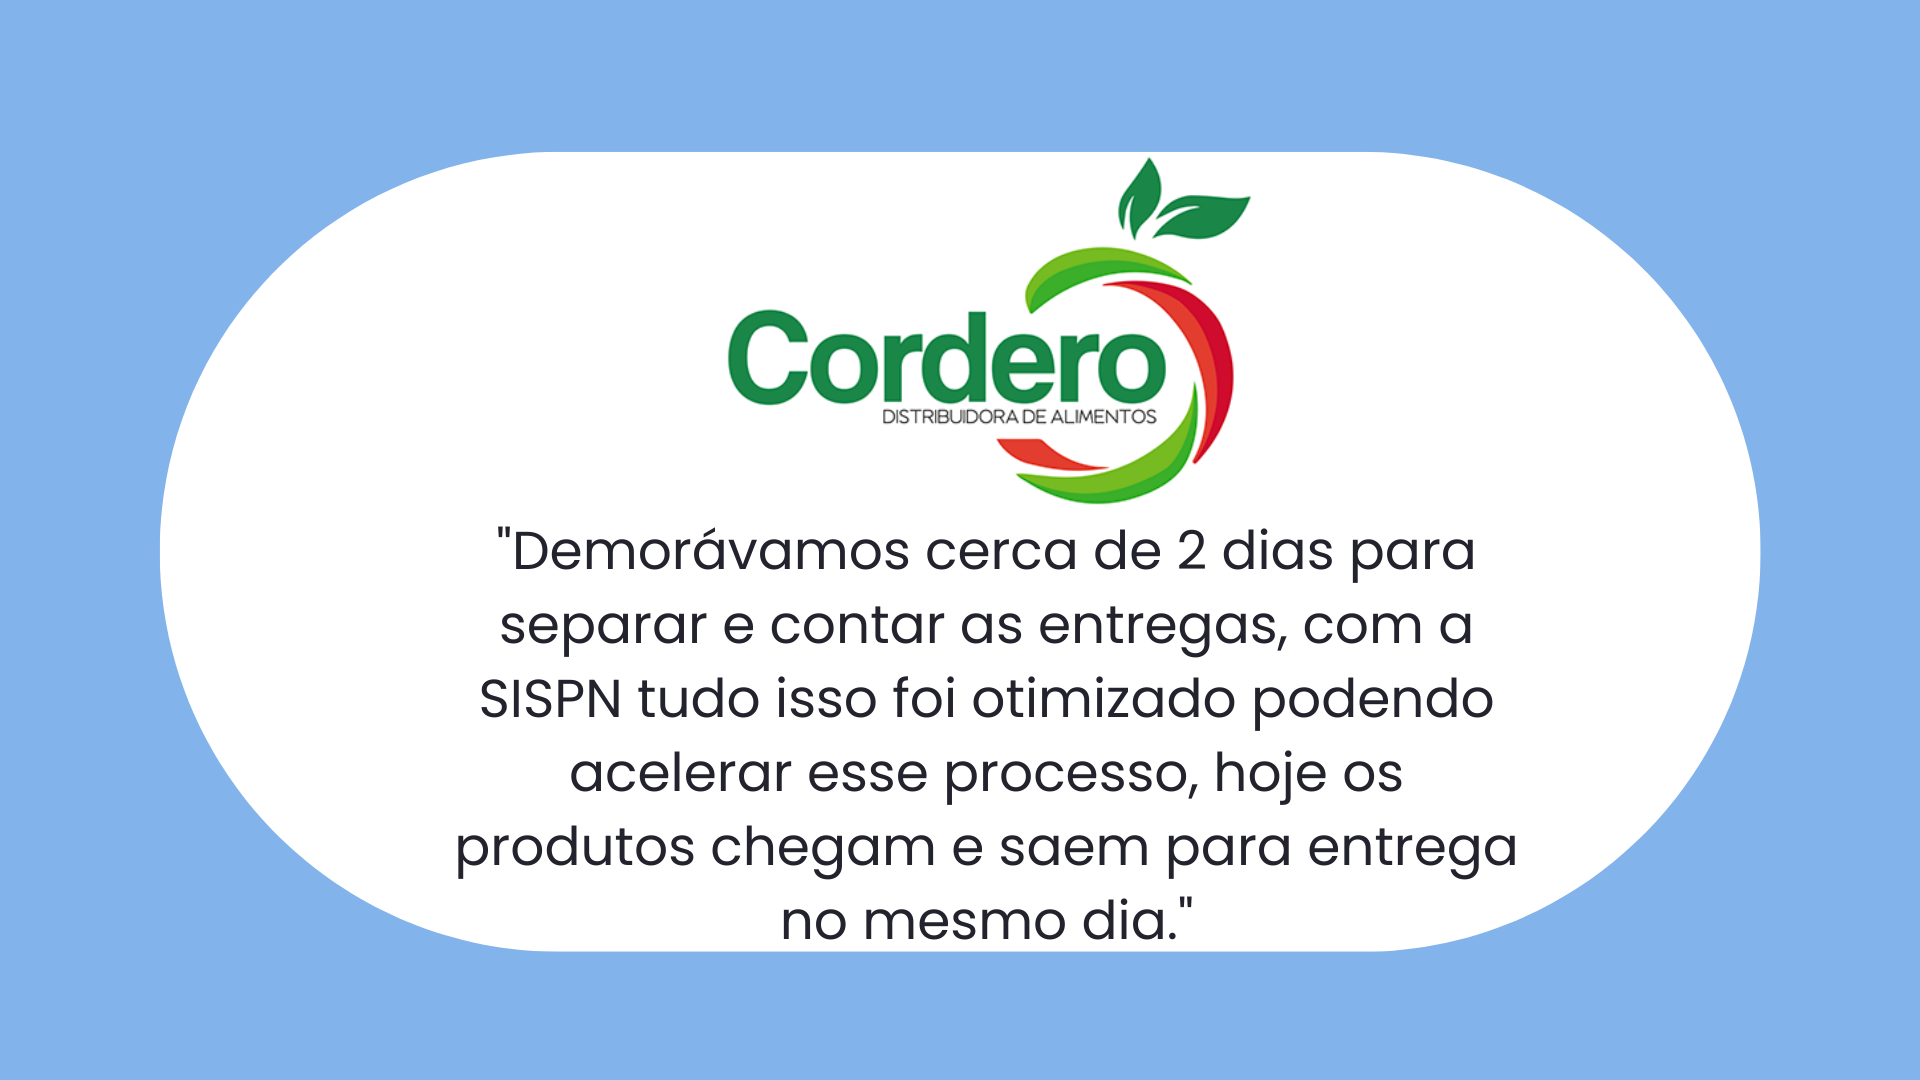 Cordero
DISTRIBUIDORA DE ALIMENTOS
"Demorávamos cerca de 2 dias para
separar e contar as entregas, com a
SISPN tudo isso foi otimizado podendo
acelerar esse processo, hoje os
produtos chegam e saem para entrega
no mesmo dia."